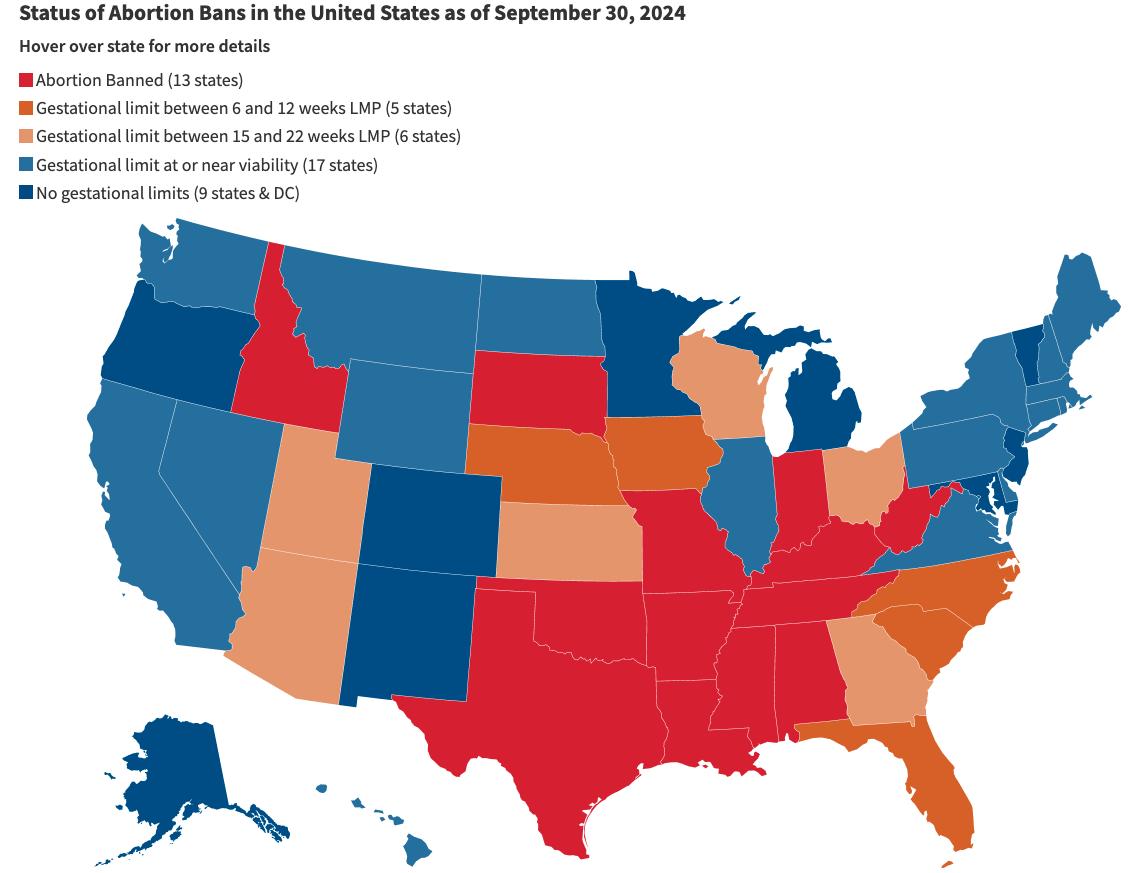 Status of Abortion Bans in the United States as of September 30, 2024
Hover over state for more details
Abortion Banned (13 states)
Gestational limit between 6 and 12 weeks LMP (5 states)
Gestational limit between 15 and 22 weeks LMP (6 states)
Gestational limit at or near viability (17 states)
No gestational limits (9 states & DC)